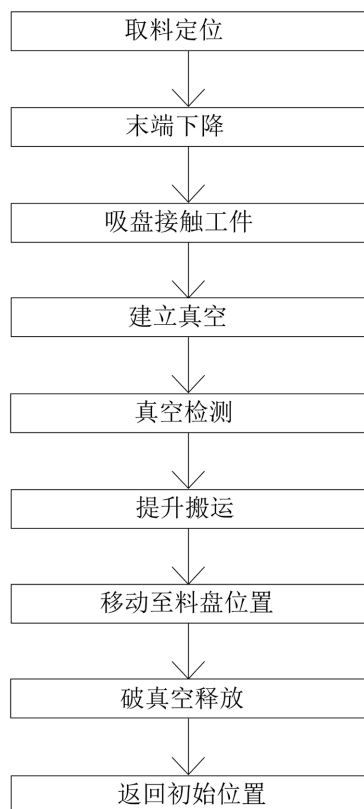 取料定位
末端下降
吸盘接触工件
建立真空
真空检测
提升搬运
移动至料盘位置
破真空释放
返回初始位置